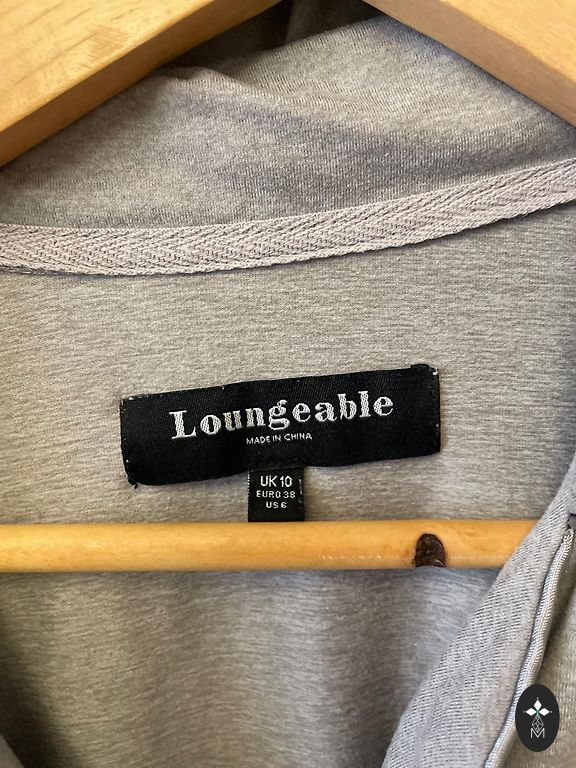 Loungeable
MADE IN CHINA
UK 10
EURO 38
US 6
M